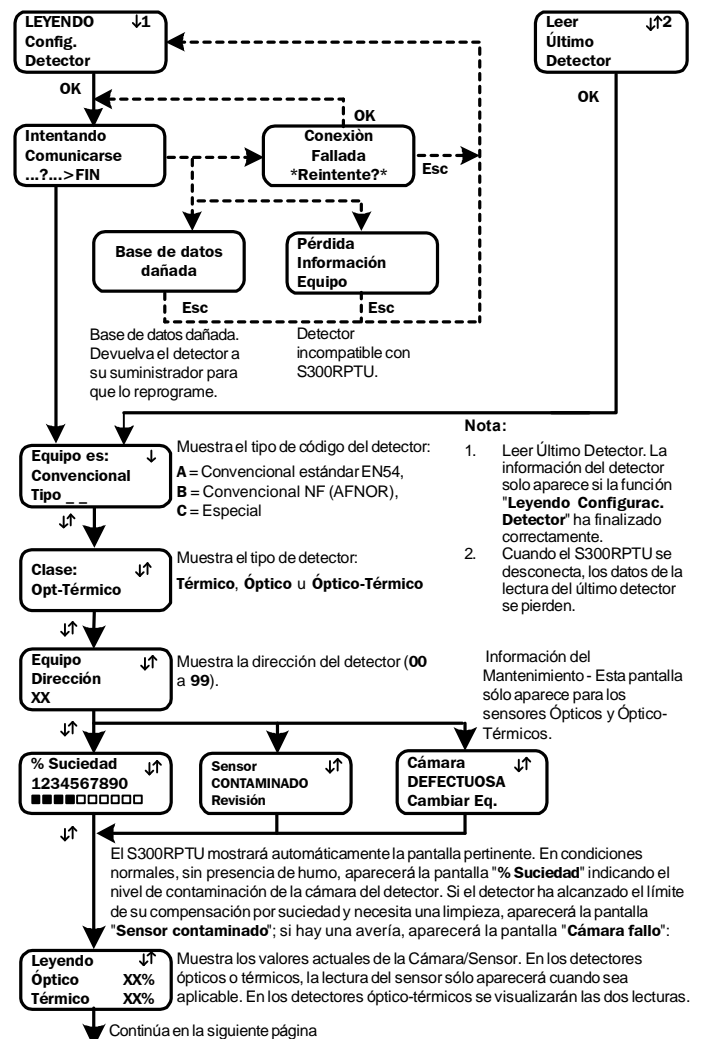 LEYENDO ↓1
Config.
Detector
Leer ↓↑2
Último
Detector
OK
OK
OK
Intentando
Comunicarse
...?...>FIN
Conexiòn
Fallada
*Reintente?*
Esc
Base de datos
dañada
Pérdida
Información
Equipo
Esc
Esc
Base de datos dañada.
Devuelva el detector a
su suministrador para
que lo reprograme.
Detector
incompatible con
S300RPTU.
Equipo es: ↓
Convencional
Tipo _ _
Muestra el tipo de código del detector:
A = Convencional estándar EN54,
B = Convencional NF (AFNOR),
C = Especial
Nota:
1. Leer Último Detector. La
información del detector
solo aparece si la función
"Leyendo Configurac.
Detector" ha finalizado
correctamente.
2. Cuando el S300RPTU se
desconecta, los datos de la
lectura del último detector
se pierden.
↓↑
Clase: ↓↑
Opt-Térmico
Muestra el tipo de detector:
Térmico, Óptico u Óptico-Térmico
↓↑
Equipo ↓↑
Dirección
XX
Muestra la dirección del detector (00
a 99).
Información del
Mantenimiento - Esta pantalla
sólo aparece para los
sensores Ópticos y Óptico-
Térmicos.
↓↑
% Suciedad ↓↑
1234567890
■■■■□□□□□□
Sensor ↓↑
CONTAMINADO
Revisión
Cámara ↓↑
DEFECTUOSA
Cambiar Eq.
↓↑
El S300RPTU mostrará automáticamente la pantalla pertinente. En condiciones
normales, sin presencia de humo, aparecerá la pantalla "% Suciedad" indicando el
nivel de contaminación de la cámara del detector. Si el detector ha alcanzado el límite
de su compensación por suciedad y necesita una limpieza, aparecerá la pantalla
"Sensor contaminado"; si hay una avería, aparecerá la pantalla "Cámara fallo":
Leyendo ↓↑
Óptico XX%
Térmico XX%
Muestra los valores actuales de la Cámara/Sensor. En los detectores
ópticos o térmicos, la lectura del sensor sólo aparecerá cuando sea
aplicable. En los detectores óptico-térmicos se visualizarán las dos lecturas.
Continúa en la siguiente página